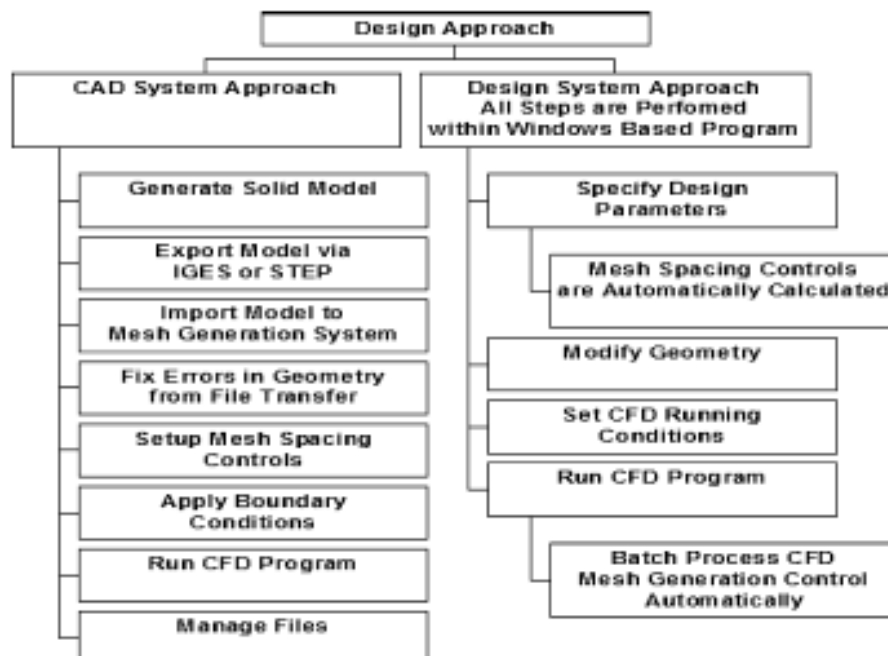 Design Approach
CAD System Approach
Design System Approach
All Steps are Perfomed
within Windows Based Program
Generate Solid Model
Export Model via
IGES or STEP
Import Model to
Mesh Generation System
Fix Errors in Geometry
from File Transfer
Setup Mesh Spacing
Controls
Apply Boundary
Conditions
Run CFD Program
Manage Files
Specify Design
Parameters
Mesh Spacing Controls
are Automatically Calculated
Modify Geometry
Set CFD Running
Conditions
Run CFD Program
Batch Process CFD
Mesh Generation Control
Automatically